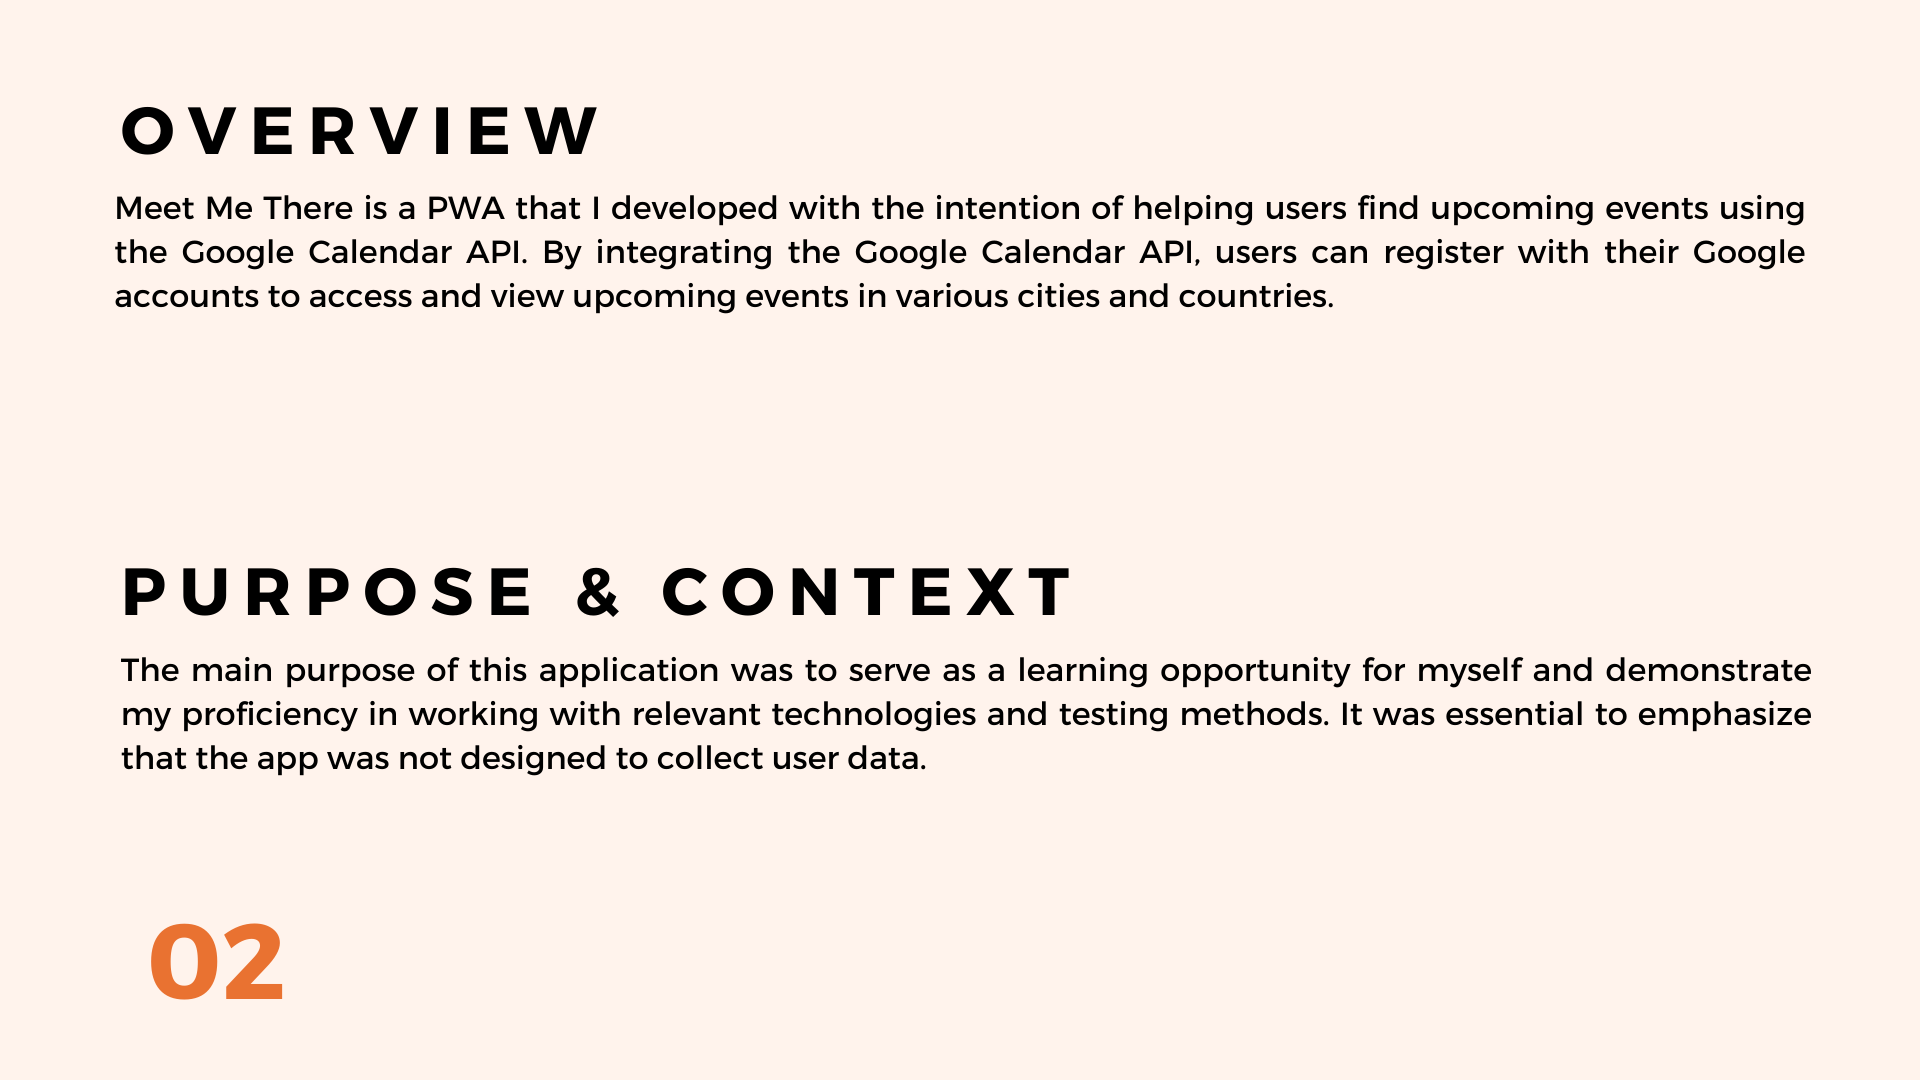 OVERVIEW
Meet Me There is a PWA that I developed with the intention of helping users find upcoming events using
the Google Calendar API. By integrating the Google Calendar API, users can register with their Google
accounts to access and view upcoming events in various cities and countries.
PURPOSE & CONTEXT
The main purpose of this application was to serve as a learning opportunity for myself and demonstrate
my proficiency in working with relevant technologies and testing methods. It was essential to emphasize
that the app was not designed to collect user data.
02